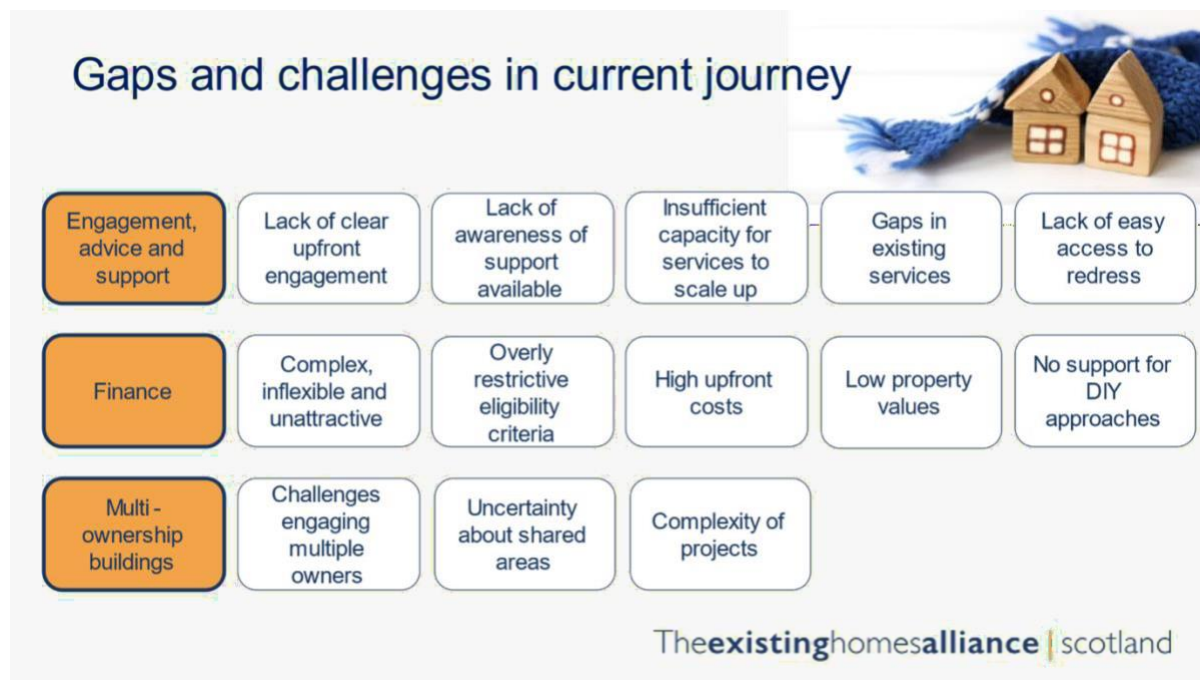 Gaps and challenges in current journey
Engagement,
advice and
support
Lack of clear
upfront
engagement
Lack of
awareness of
support
available
Insufficient
capacity for
services to
scale up
Gaps in
existing
services
Lack of easy
access to
redress
Finance
Complex,
inflexible and
unattractive
Overly
restrictive
eligibility
criteria
High upfront
costs
Low property
values
No support for
DIY
approaches
Multi -
ownership
buildings
Challenges
engaging
multiple
owners
Uncertainty
about shared
areas
Complexity of
projects
Theexistinghomesalliance | scotland